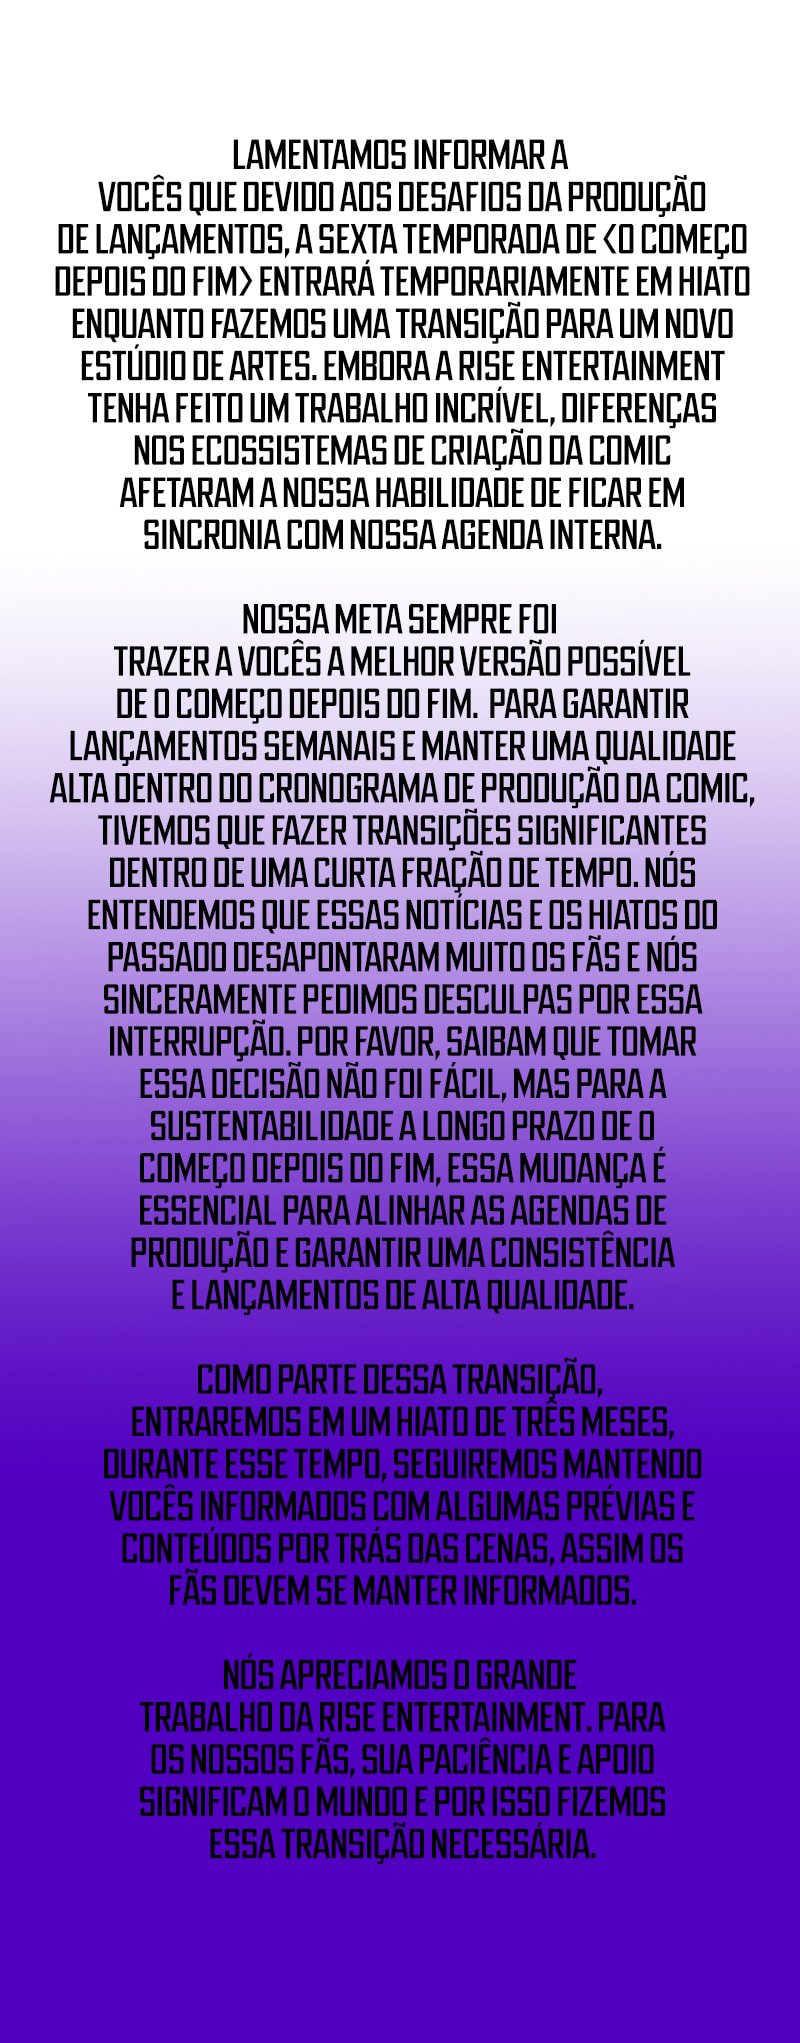 LAMENTAMOS INFORMAR A
VOCÊS QUE DEVIDO AOS DESAFIOS DA PRODUÇÃO
DE LANÇAMENTOS, A SEXTA TEMPORADA DE <O COMEÇO
DEPOIS DO FIM> ENTRARÁ TEMPORARIAMENTE EM HIATO
ENQUANTO FAZEMOS UMA TRANSIÇÃO PARA UM NOVO
ESTÚDIO DE ARTES. EMBORA A RISE ENTERTAINMENT
TENHA FEITO UM TRABALHO INCRÍVEL, DIFERENÇAS
NOS ECOSSISTEMAS DE CRIAÇÃO DA COMIC
AFETARAM A NOSSA HABILIDADE DE FICAR EM
SINCRONIA COM NOSSA AGENDA INTERNA.
NOSSA META SEMPRE FOI
TRAZER A VOCÊS A MELHOR VERSÃO POSSÍVEL
DE O COMEÇO DEPOIS DO FIM. PARA GARANTIR
LANÇAMENTOS SEMANAIS E MANTER UMA QUALIDADE
ALTA DENTRO DO CRONOGRAMA DE PRODUÇÃO DA COMIC,
TIVEMOS QUE FAZER TRANSIÇÕES SIGNIFICANTES
DENTRO DE UMA CURTA FRAÇÃO DE TEMPO. NÓS
ENTENDEMOS QUE ESSAS NOTÍCIAS E OS HIATOS DO
PASSADO DESAPONTARAM MUITO OS FÃS E NÓS
SINCERAMENTE PEDIMOS DESCULPAS POR ESSA
INTERRUPÇÃO. POR FAVOR, SAIBAM QUE TOMAR
ESSA DECISÃO NÃO FOI FÁCIL, MAS PARA A
SUSTENTABILIDADE A LONGO PRAZO DE O
COMEÇO DEPOIS DO FIM, ESSA MUDANÇA É
ESSENCIAL PARA ALINHAR AS AGENDAS DE
PRODUÇÃO E GARANTIR UMA CONSISTÊNCIA
E LANÇAMENTOS DE ALTA QUALIDADE.
COMO PARTE DESSA TRANSIÇÃO,
ENTRAREMOS EM UM HIATO DE TRÊS MESES,
DURANTE ESSE TEMPO, SEGUIREMOS MANTENDO
VOCÊS INFORMADOS COM ALGUMAS PRÉVIAS E
CONTEÚDOS POR TRÁS DAS CENAS, ASSIM OS
FÃS DEVEM SE MANTER INFORMADOS.
NÓS APRECIAMOS O GRANDE
TRABALHO DA RISE ENTERTAINMENT. PARA
OS NOSSOS FÃS, SUA PACIÊNCIA E APOIO
SIGNIFICAM O MUNDO E POR ISSO FIZEMOS
ESSA TRANSIÇÃO NECESSÁRIA.